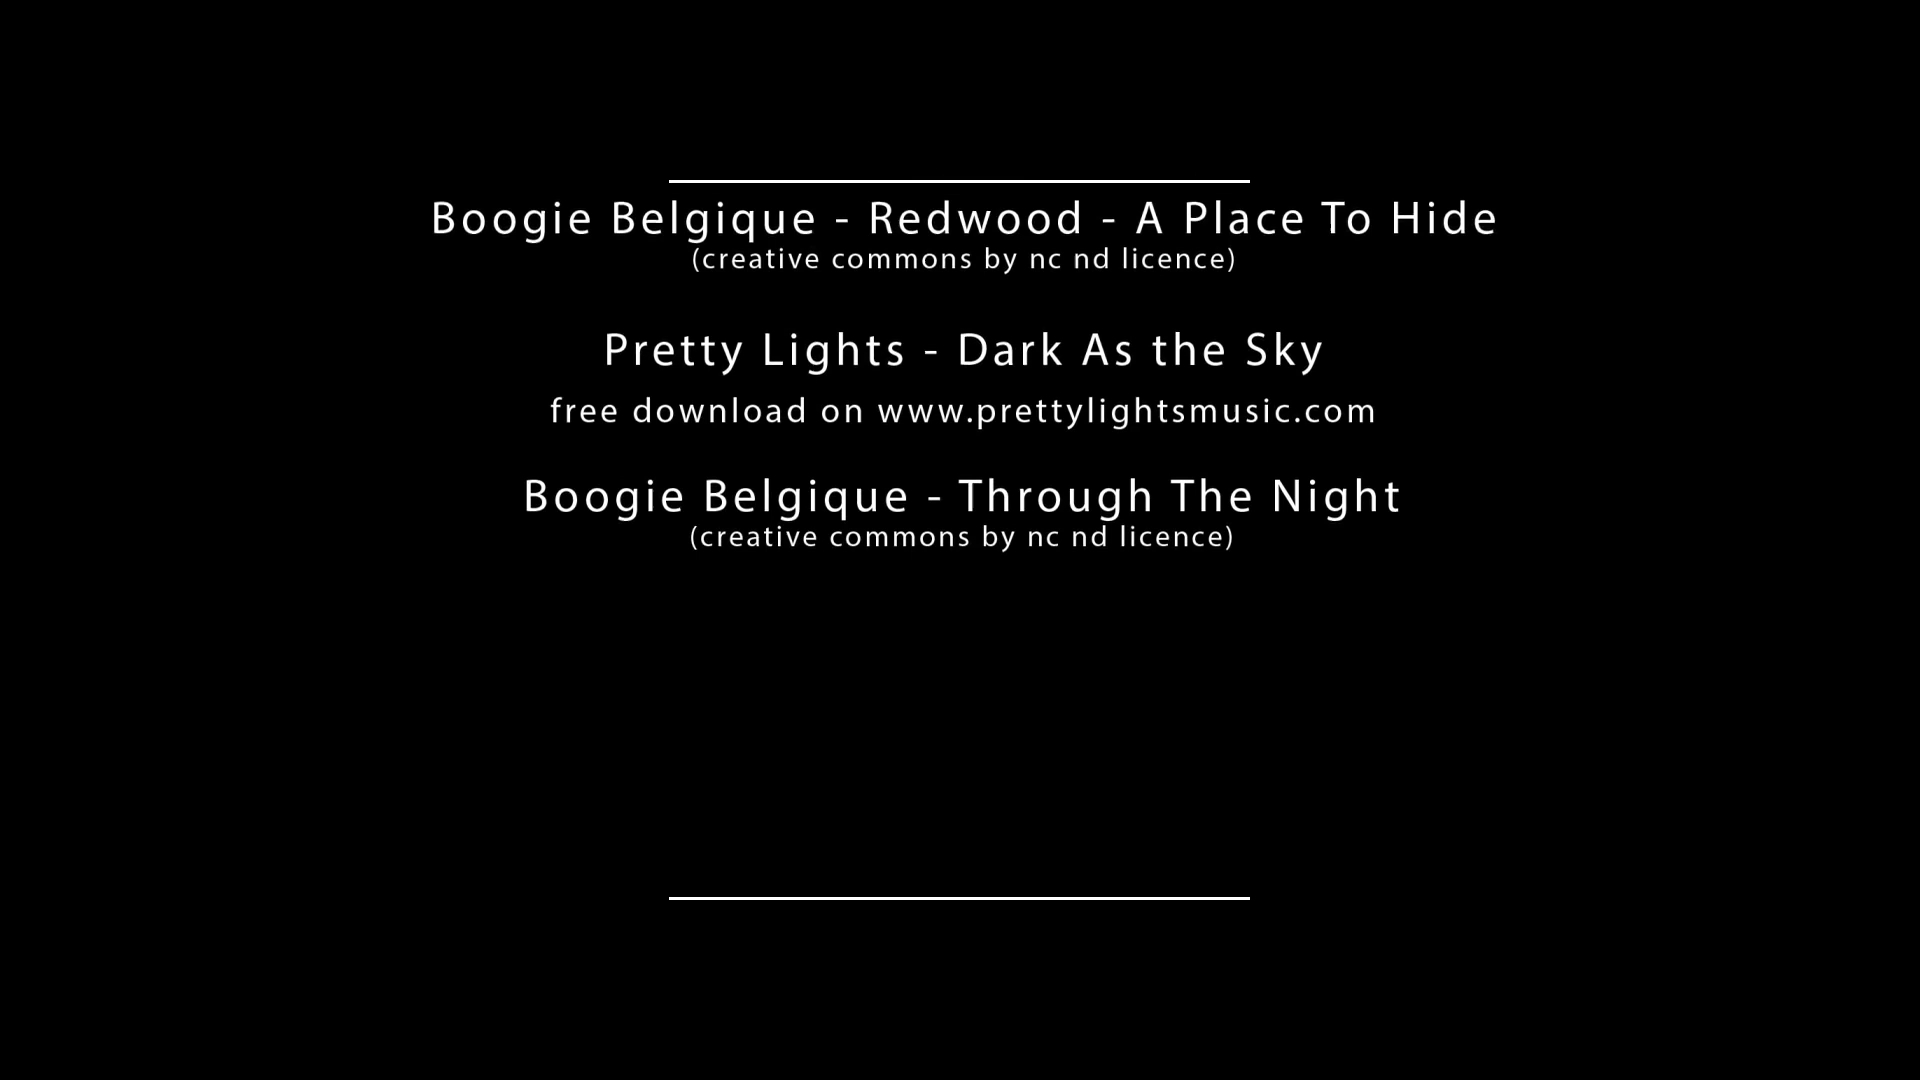 Boogie Belgique - Redwood - A Place To Hide
(creative commons by nc nd licence)
Pretty Lights - Dark As the Sky
free download on www.prettylightsmusic.com
Boogie Belgique - Through The Night
(creative commons by nc nd licence)